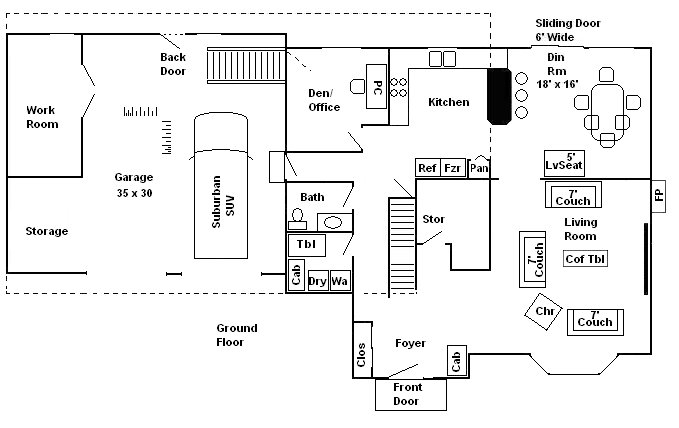 Sliding Door
6' Wide
Back
Door
Din
Rm
18' x 16'
Den/
Office
PC
Kitchen
Work
Room
Garage
35 x 30
Suburban
SUV
Ref
Fzr
Pan
5'
LvSeat
7'
Couch
FP
Bath
Storage
Stor
Living
Room
Tbl
7'
Couch
Cof Tbl
Cab
Dry
Wa
Chr
7'
Couch
Ground
Floor
Clos
Foyer
Cab
Front
Door